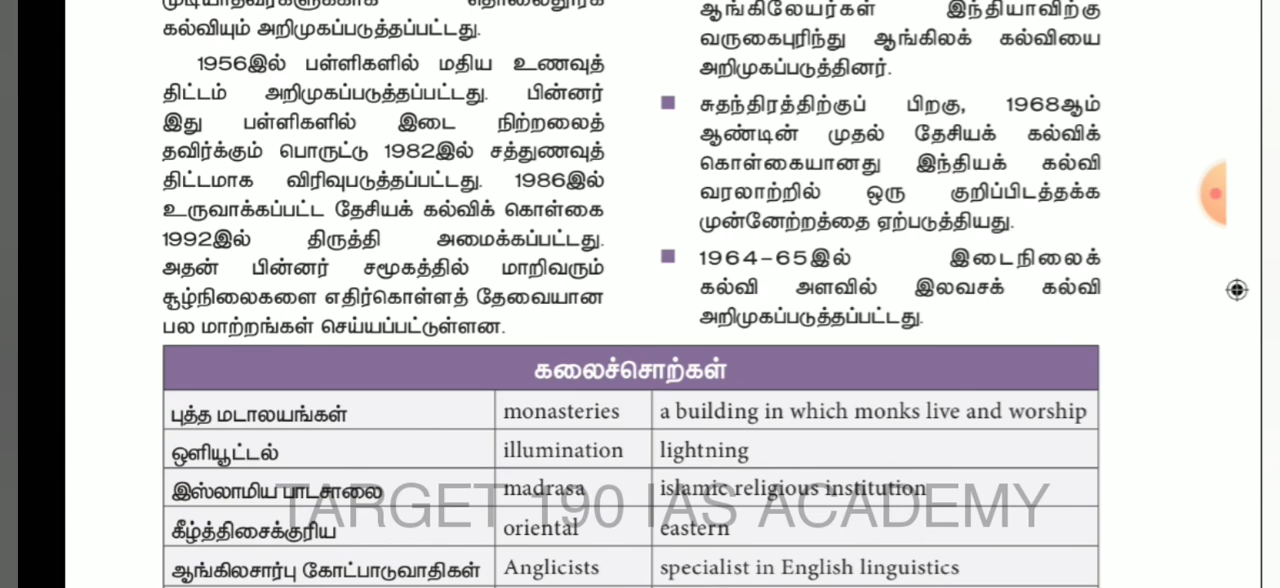 கல்வியும் அறிமுகப்படுத்தப்பட்டது.
1956இல் பள்ளிகளில் மதிய உணவுத்
திட்டம் அறிமுகப்படுத்தப்பட்டது. பின்னர்
இது பள்ளிகளில் இடை நிற்றலைத்
தவிர்க்கும் பொருட்டு 1982இல் சத்துணவுத்
திட்டமாக விரிவுபடுத்தப்பட்டது. 1986இல்
உருவாக்கப்பட்ட தேசியக் கல்விக் கொள்கை
1992இல் திருத்தி அமைக்கப்பட்டது.
அதன் பின்னர் சமூகத்தில் மாறிவரும்
சூழ்நிலைகளை எதிர்கொள்ளத் தேவையான
பல மாற்றங்கள் செய்யப்பட்டுள்ளன.
ஆங்கிலேயர்கள் இந்தியாவிற்கு
வருகைபுரிந்து ஆங்கிலக் கல்வியை
அறிமுகப்படுத்தினர்.
சுதந்திரத்திற்குப் பிறகு, 1968ஆம்
ஆண்டின் முதல் தேசியக் கல்விக்
கொள்கையானது இந்தியக் கல்வி
வரலாற்றில் ஒரு குறிப்பிடத்தக்க
முன்னேற்றத்தை ஏற்படுத்தியது.
1964-65இல் இடைநிலைக்
கல்வி அளவில் இலவசக் கல்வி
அறிமுகப்படுத்தப்பட்டது.
கலைச்சொற்கள்
புத்த மடாலயங்கள் monasteries a building in which monks live and worship
ஒளியூட்டல் illumination lightning
இஸ்லாமிய பாடசாலை madrasa islamic religious institution
TARGET 190 IAS ACADEMY
கீழ்த்திசைக்குரிய oriental eastern
ஆங்கிலசார்பு கோட்பாடுவாதிகள் Anglicists specialist in English linguistics